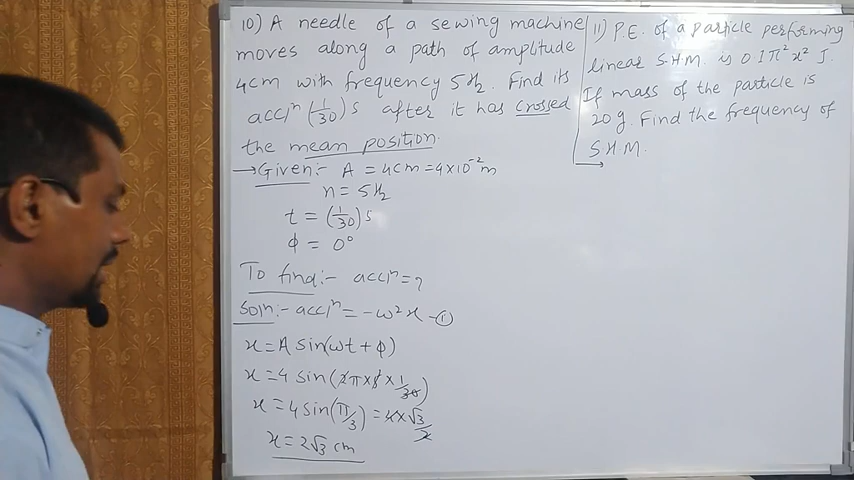 10) A needle of a sewing machine
moves along a path of amplitude
4cm with frequency 5Hz. Find its
accln (1/30)s after it has crossed
the mean position.
→ Given:- A = 4cm = 4×10⁻²m
n = 5Hz
t = (1/30)s
φ = 0°
To find:- acclⁿ = ?
Soln:- acclⁿ = -ω²x -①
x = A sin(ωt + φ)
x = 4 sin(2π×5×1/30)
x = 4 sin(π/3) = 4×√3/2
x = 2√3 cm
11) P.E. of a particle performing
linear S.H.M. is 0.1π²x² J.
If mass of the particle is
20g. Find the frequency of
S.H.M.
→